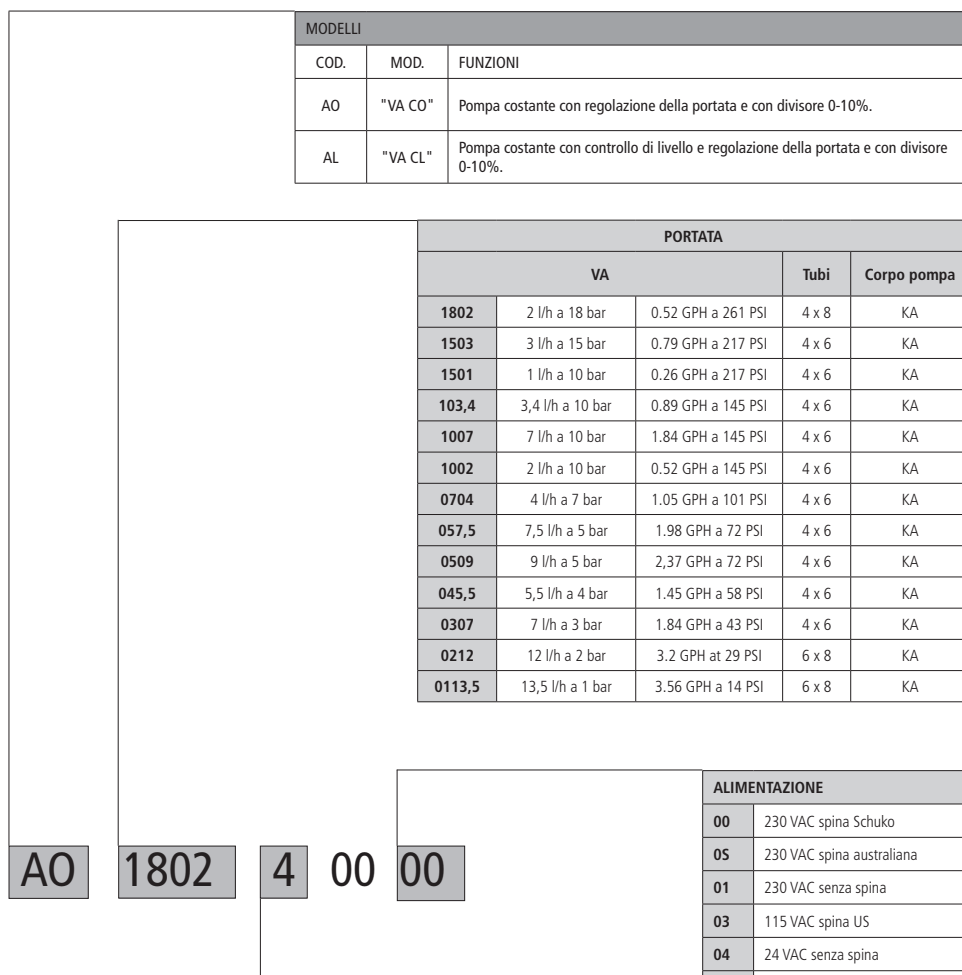 MODELLI
COD. MOD. FUNZIONI
AO "VA CO" Pompa costante con regolazione della portata e con divisore 0-10%.
AL "VA CL" Pompa costante con controllo di livello e regolazione della portata e con divisore
0-10%.
PORTATA
VA Tubi Corpo pompa
1802 2 l/h a 18 bar 0.52 GPH a 261 PSI 4 x 8 KA
1503 3 l/h a 15 bar 0.79 GPH a 217 PSI 4 x 6 KA
1501 1 l/h a 10 bar 0.26 GPH a 217 PSI 4 x 6 KA
103,4 3,4 l/h a 10 bar 0.89 GPH a 145 PSI 4 x 6 KA
1007 7 l/h a 10 bar 1.84 GPH a 145 PSI 4 x 6 KA
1002 2 l/h a 10 bar 0.52 GPH a 145 PSI 4 x 6 KA
0704 4 l/h a 7 bar 1.05 GPH a 101 PSI 4 x 6 KA
057,5 7,5 l/h a 5 bar 1.98 GPH a 72 PSI 4 x 6 KA
0509 9 l/h a 5 bar 2,37 GPH a 72 PSI 4 x 6 KA
045,5 5,5 l/h a 4 bar 1.45 GPH a 58 PSI 4 x 6 KA
0307 7 l/h a 3 bar 1.84 GPH a 43 PSI 4 x 6 KA
0212 12 l/h a 2 bar 3.2 GPH at 29 PSI 6 x 8 KA
0113,5 13,5 l/h a 1 bar 3.56 GPH a 14 PSI 6 x 8 KA
ALIMENTAZIONE
00 230 VAC spina Schuko
0S 230 VAC spina australiana
01 230 VAC senza spina
03 115 VAC spina US
04 24 VAC senza spina
AO 1802 4 00 00